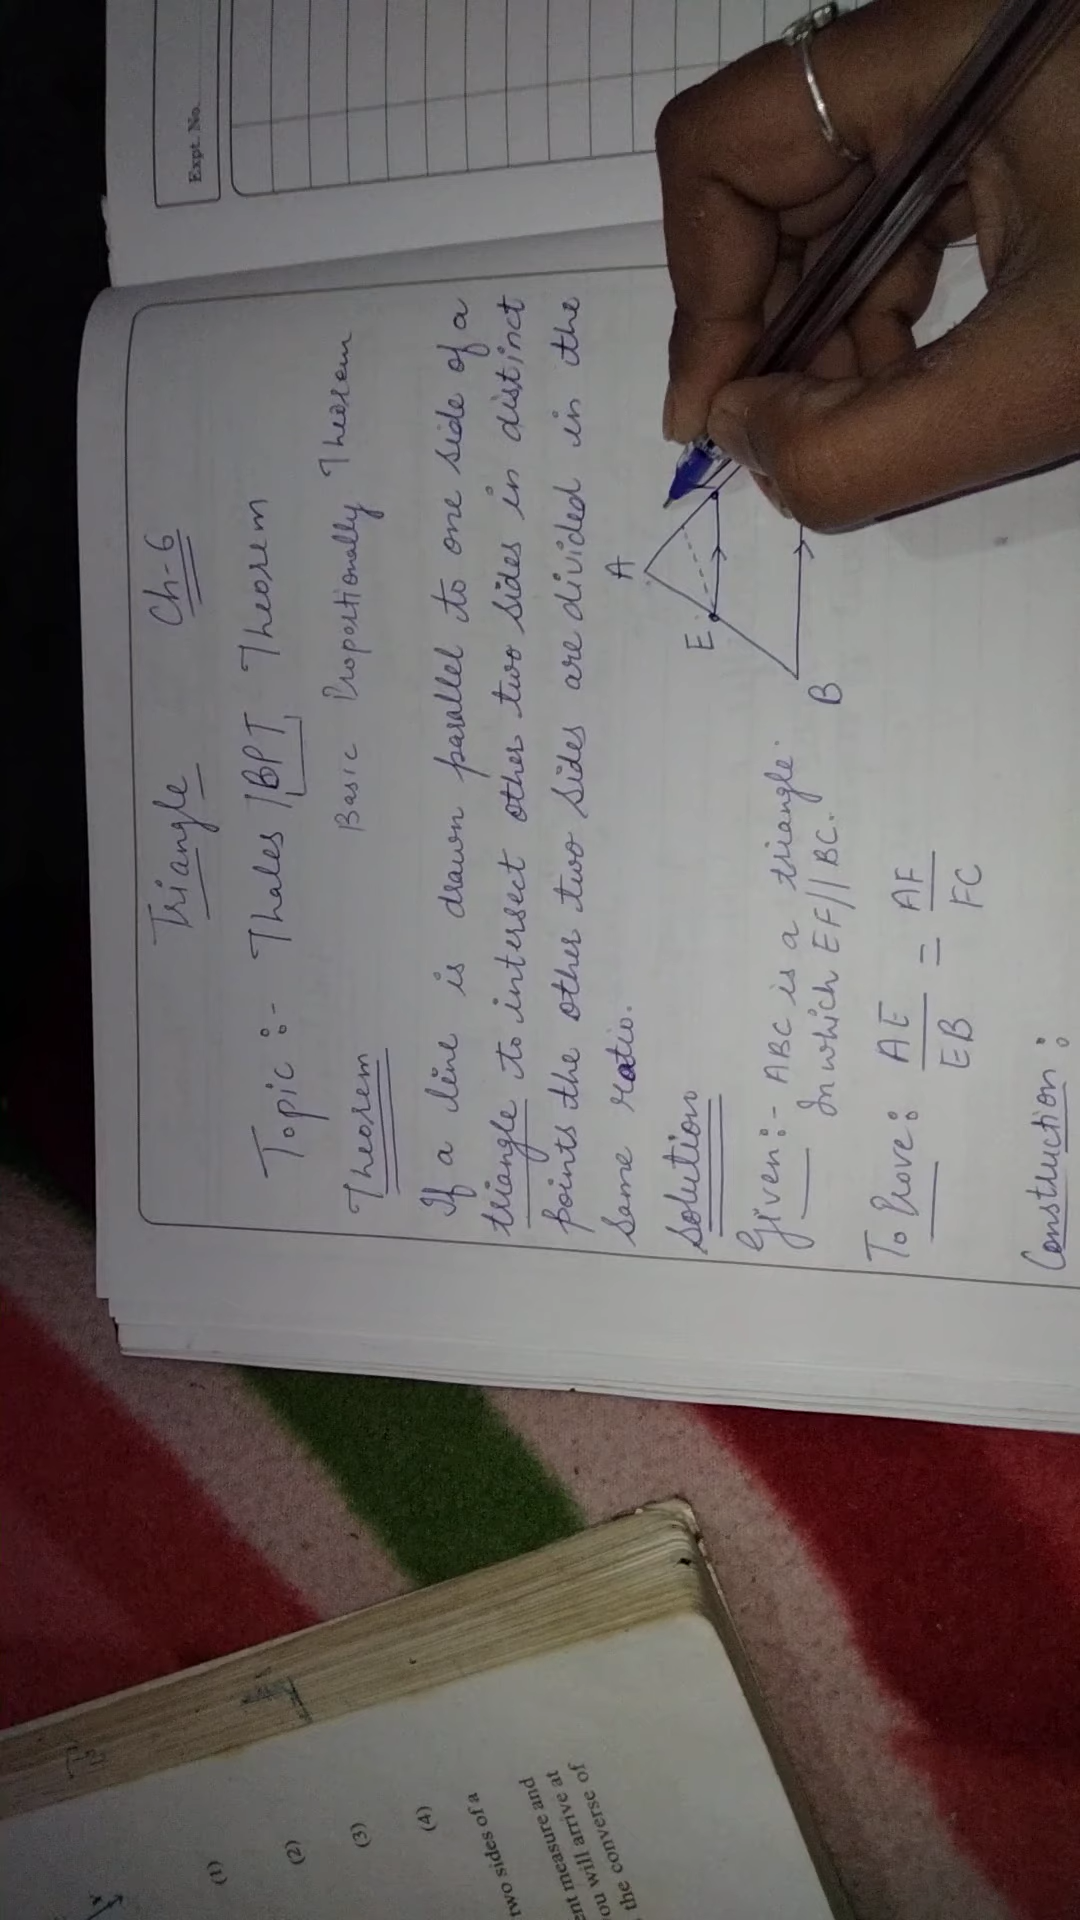 Expt. No.
Triangle Ch-6
Topic :- Thales /BPT Theorem
Basic Proportionally Theorem
Theorem
If a line is drawn parallel to one side of a
triangle to intersect other two sides in distinct
points the other two sides are divided in the
same ratio.
Solution
Given :- ABC is a triangle.
In which EF // BC.
To Prove : AE/EB = AF/FC
Construction :
A
E
B
(1)
(2)
(3)
(4)
two sides of a
ent measure and
ou will arrive at
the converse of